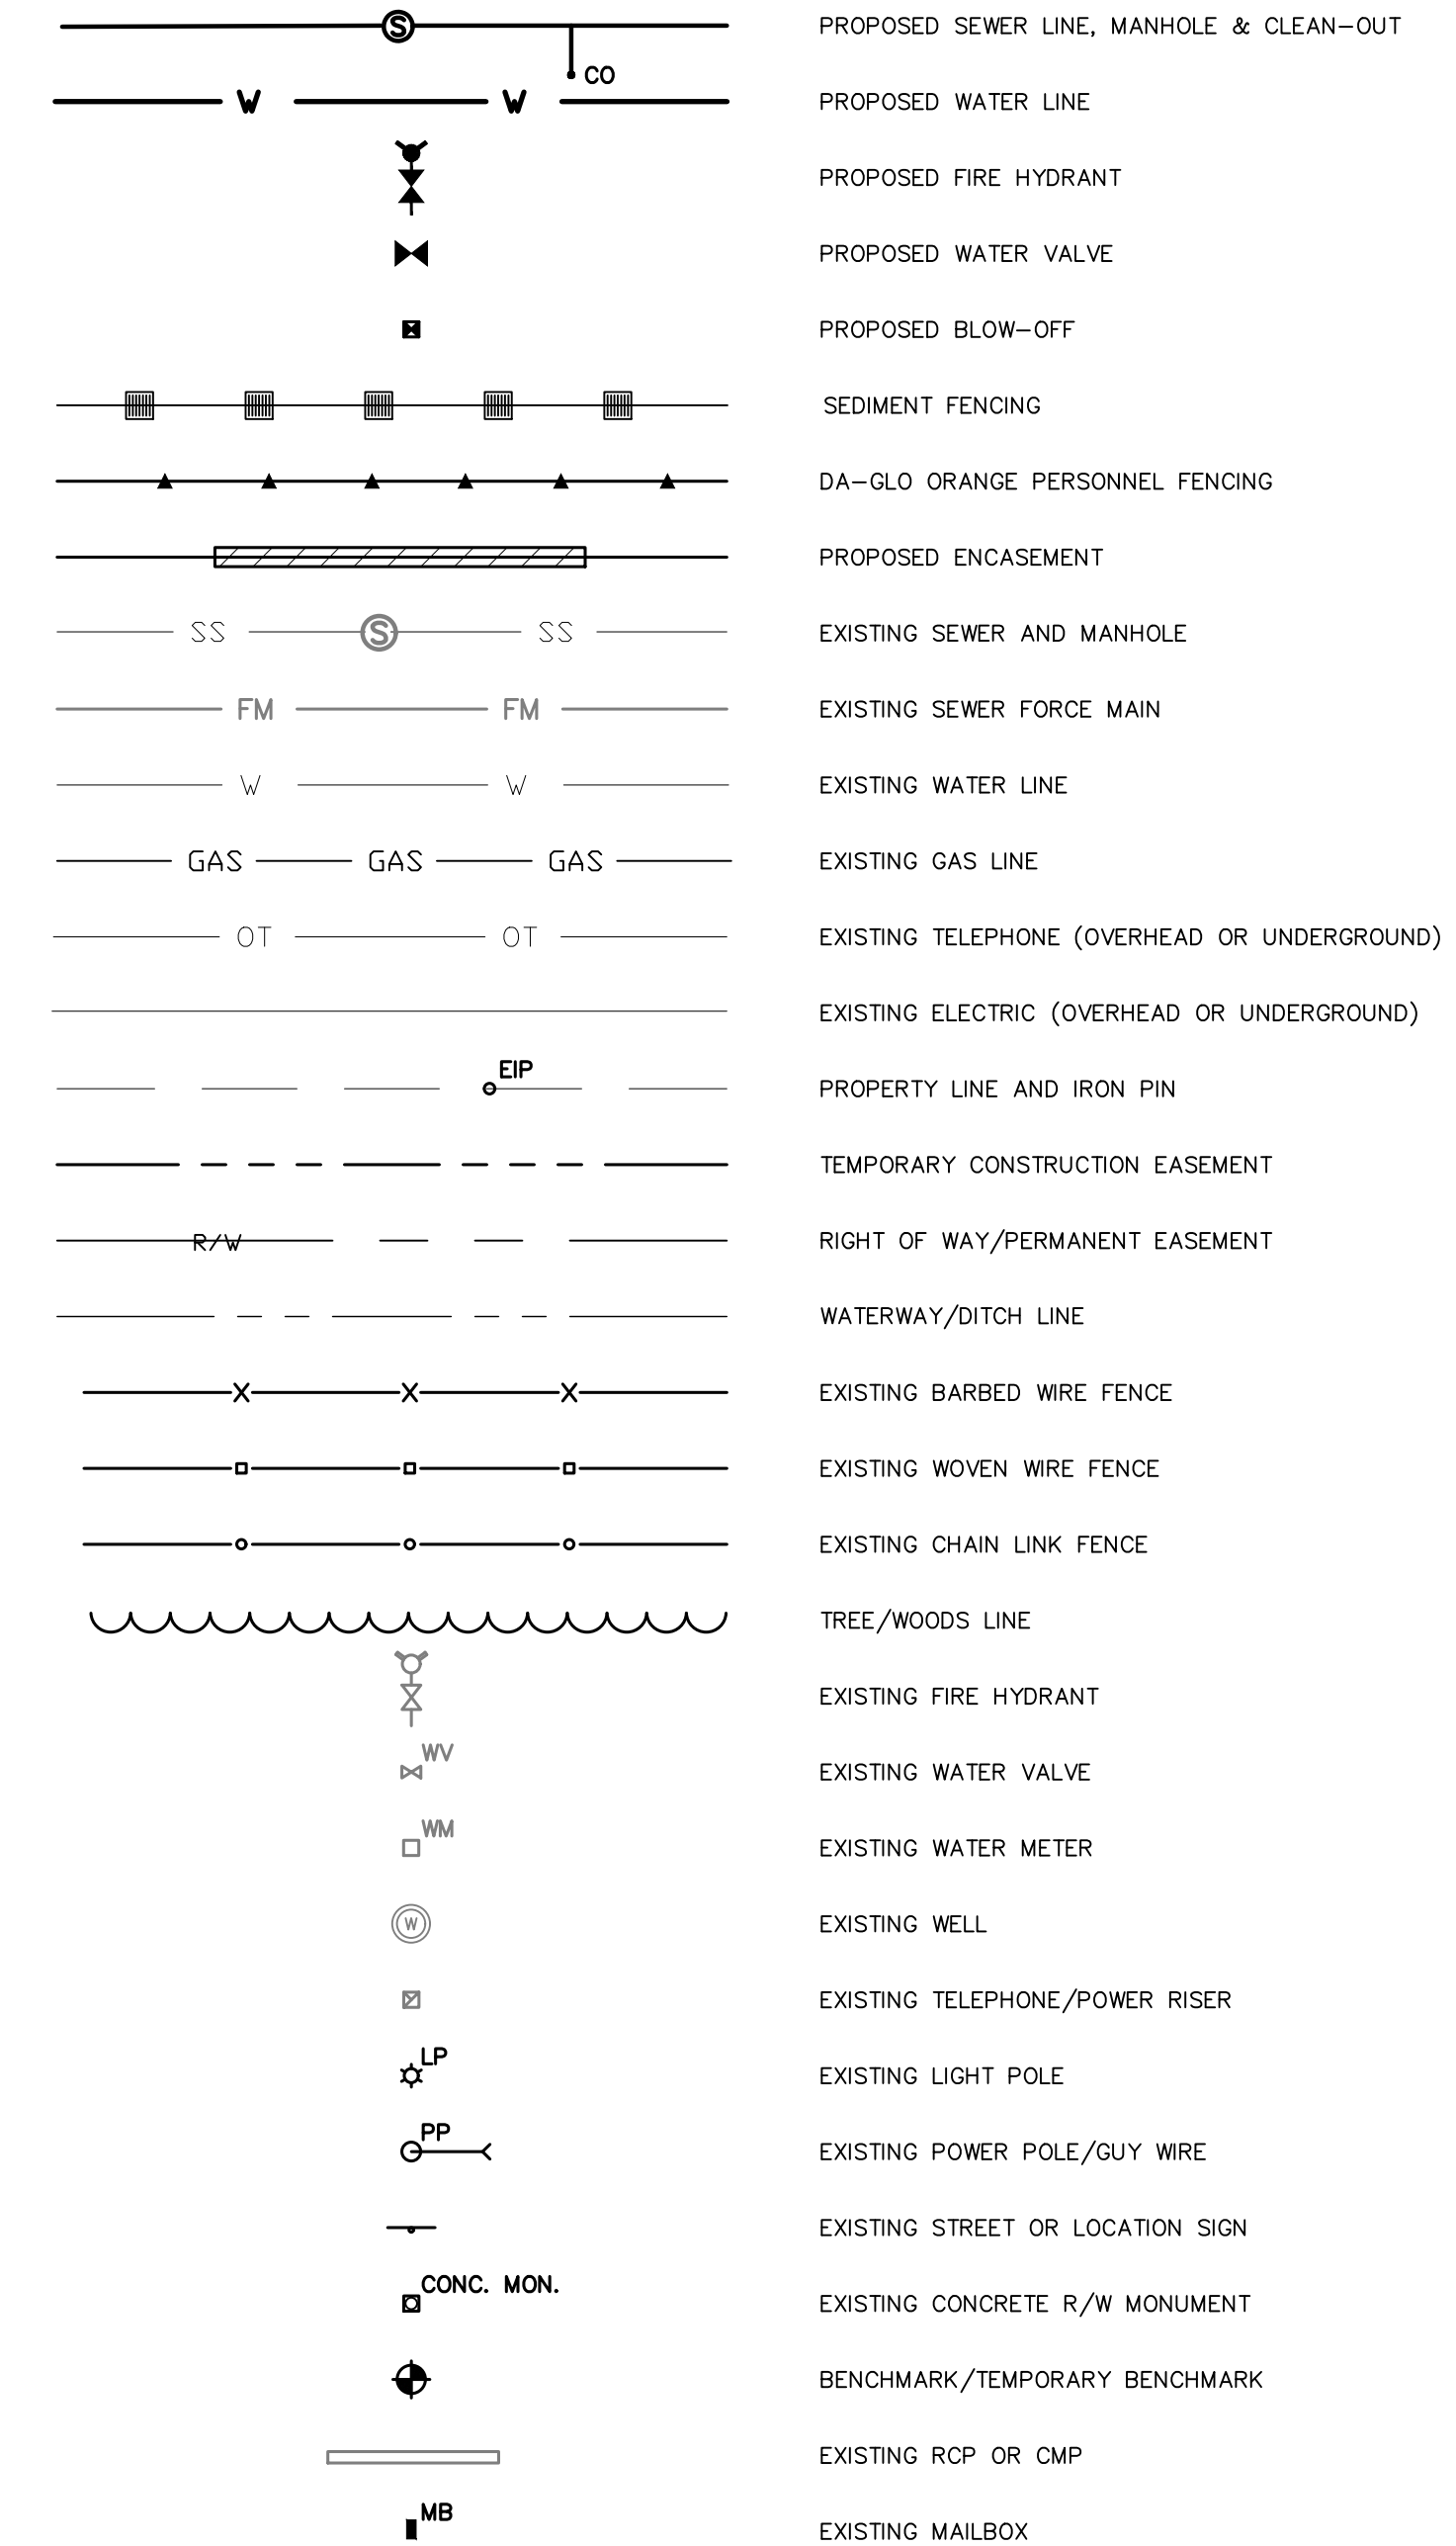 S PROPOSED SEWER LINE, MANHOLE & CLEAN-OUT
CO
W W PROPOSED WATER LINE
PROPOSED FIRE HYDRANT
PROPOSED WATER VALVE
PROPOSED BLOW-OFF
SEDIMENT FENCING
DA-GLO ORANGE PERSONNEL FENCING
PROPOSED ENCASEMENT
SS S SS EXISTING SEWER AND MANHOLE
FM FM EXISTING SEWER FORCE MAIN
W W EXISTING WATER LINE
GAS GAS GAS EXISTING GAS LINE
OT OT EXISTING TELEPHONE (OVERHEAD OR UNDERGROUND)
EXISTING ELECTRIC (OVERHEAD OR UNDERGROUND)
EIP
PROPERTY LINE AND IRON PIN
TEMPORARY CONSTRUCTION EASEMENT
R/W RIGHT OF WAY/PERMANENT EASEMENT
WATERWAY/DITCH LINE
X X X EXISTING BARBED WIRE FENCE
EXISTING WOVEN WIRE FENCE
EXISTING CHAIN LINK FENCE
TREE/WOODS LINE
EXISTING FIRE HYDRANT
WV
EXISTING WATER VALVE
WM
EXISTING WATER METER
W EXISTING WELL
EXISTING TELEPHONE/POWER RISER
LP
EXISTING LIGHT POLE
PP
EXISTING POWER POLE/GUY WIRE
EXISTING STREET OR LOCATION SIGN
CONC. MON.
EXISTING CONCRETE R/W MONUMENT
BENCHMARK/TEMPORARY BENCHMARK
EXISTING RCP OR CMP
MB
EXISTING MAILBOX